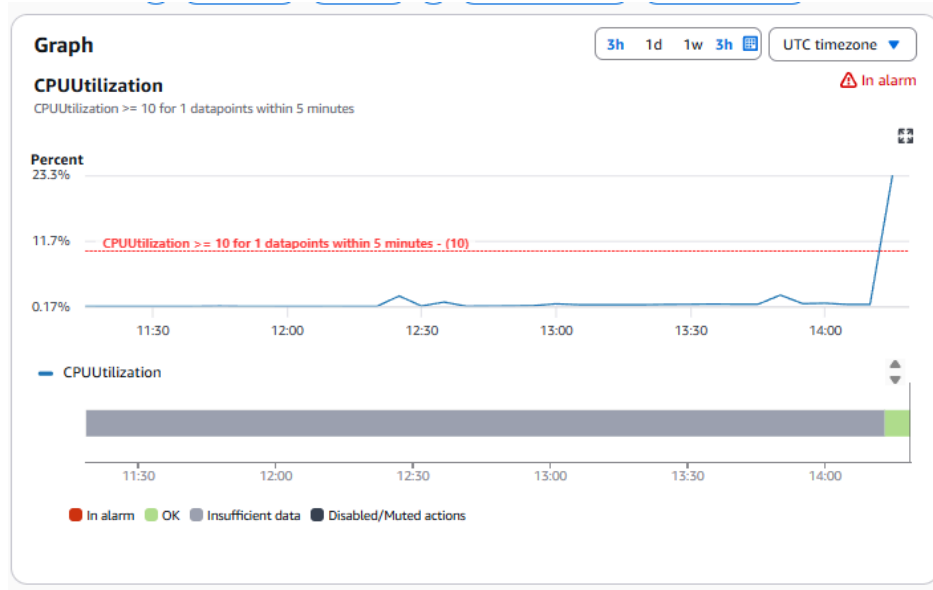 Graph
3h 1d 1w 3h UTC timezone
CPUUtilization
In alarm
CPUUtilization >= 10 for 1 datapoints within 5 minutes
Percent
23.3%
11.7%
CPUUtilization >= 10 for 1 datapoints within 5 minutes - (10)
0.17%
11:30 12:00 12:30 13:00 13:30 14:00
CPUUtilization
11:30 12:00 12:30 13:00 13:30 14:00
In alarm OK Insufficient data Disabled/Muted actions